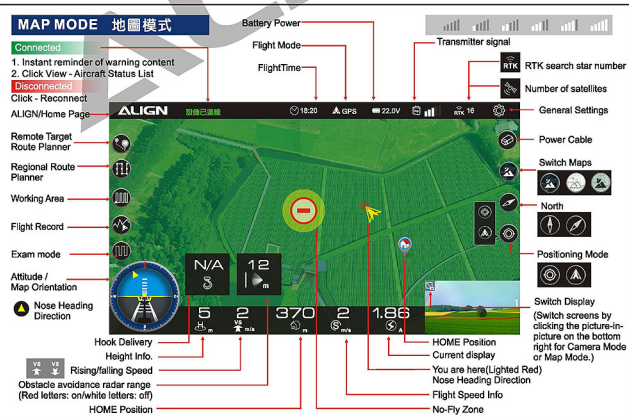 MAP MODE 地圖模式
Connected
1. Instant reminder of warning content
2. Click View - Aircraft Status List
Disconnected
Click - Reconnect
ALIGN/Home Page
Remote Target
Route Planner
Regional Route
Planner
Working Area
Flight Record
Exam mode
Attitude /
Map Orientation
Nose Heading
Direction
Battery Power
Flight Mode
FlightTime
Transmitter signal
RTK
RTK search star number
Number of satellites
General Settings
ALIGN
設備已連線
18:20
GPS
22.0V
RTK 16
Power Cable
Switch Maps
North
Positioning Mode
Switch Display
(Switch screens by
clicking the picture-in-
picture on the bottom
right for Camera Mode
or Map Mode.)
N/A
12
m
5
H. m
2
VS m/s
370
m
2
S m/s
1.86
A
Hook Delivery
Height Info.
VS VS
Rising/falling Speed
Obstacle avoidance radar range
(Red letters: on/white letters: off)
HOME Position
HOME Position
Current display
You are here(Lighted Red)
Nose Heading Direction
Flight Speed Info
No-Fly Zone